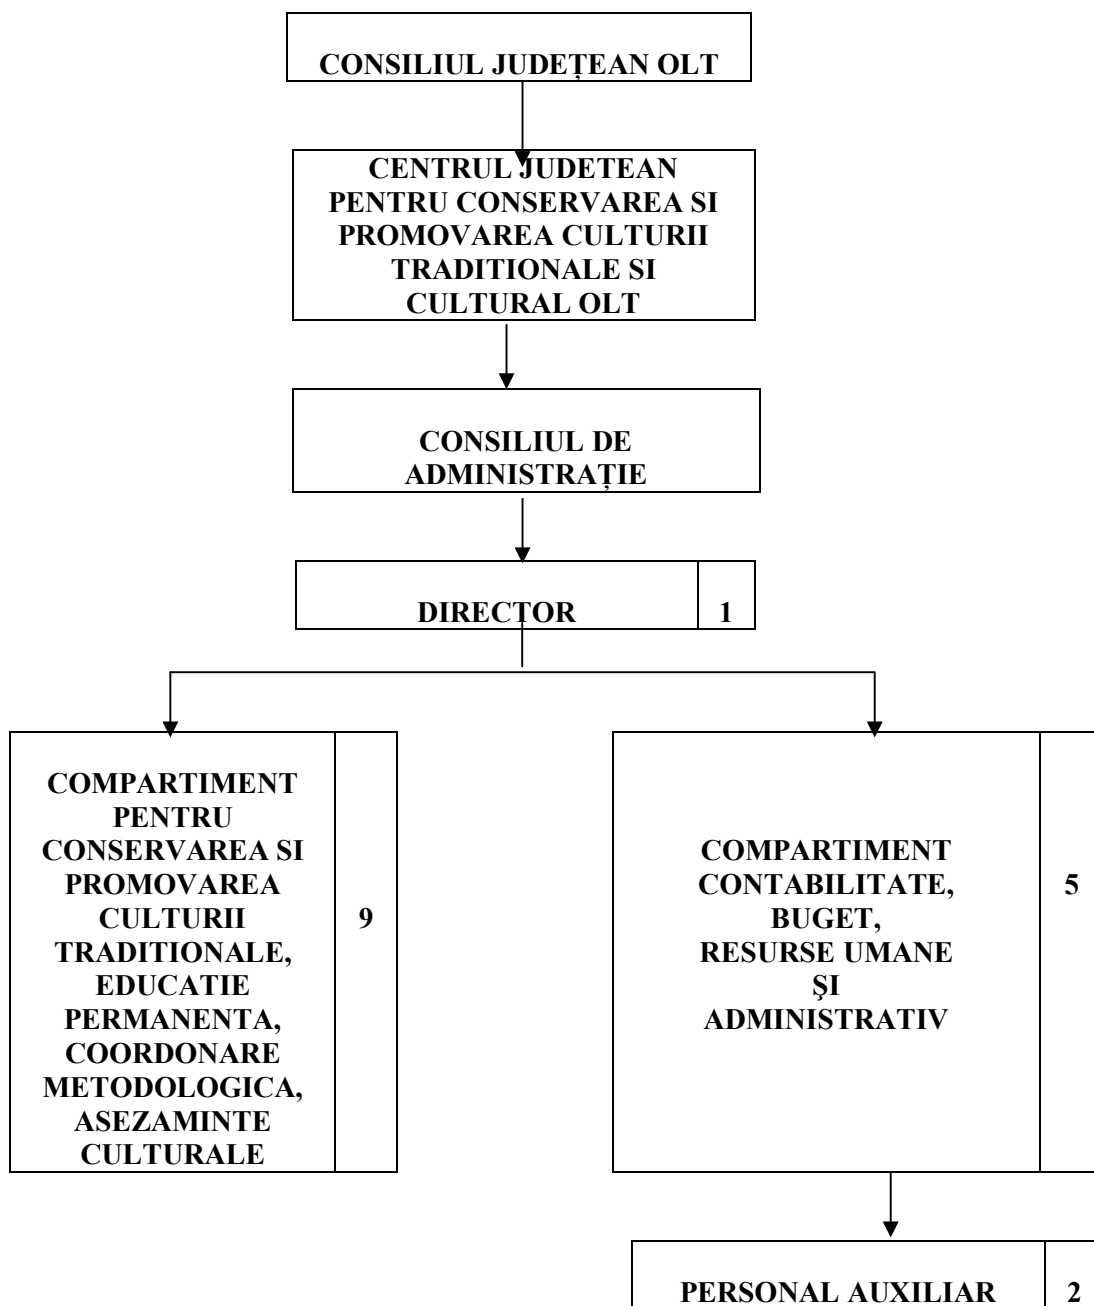 CONSILIUL JUDEȚEAN OLT
CENTRUL JUDETEAN
PENTRU CONSERVAREA SI
PROMOVAREA CULTURII
TRADITIONALE SI
CULTURAL OLT
CONSILIUL DE
ADMINISTRAȚIE
DIRECTOR 1
COMPARTIMENT
PENTRU
CONSERVAREA SI
PROMOVAREA
CULTURII
TRADITIONALE,
EDUCATIE
PERMANENTA,
COORDONARE
METODOLOGICA,
ASEZAMINTE
CULTURALE
9
COMPARTIMENT
CONTABILITATE,
BUGET,
RESURSE UMANE
ŞI
ADMINISTRATIV
5
PERSONAL AUXILIAR 2